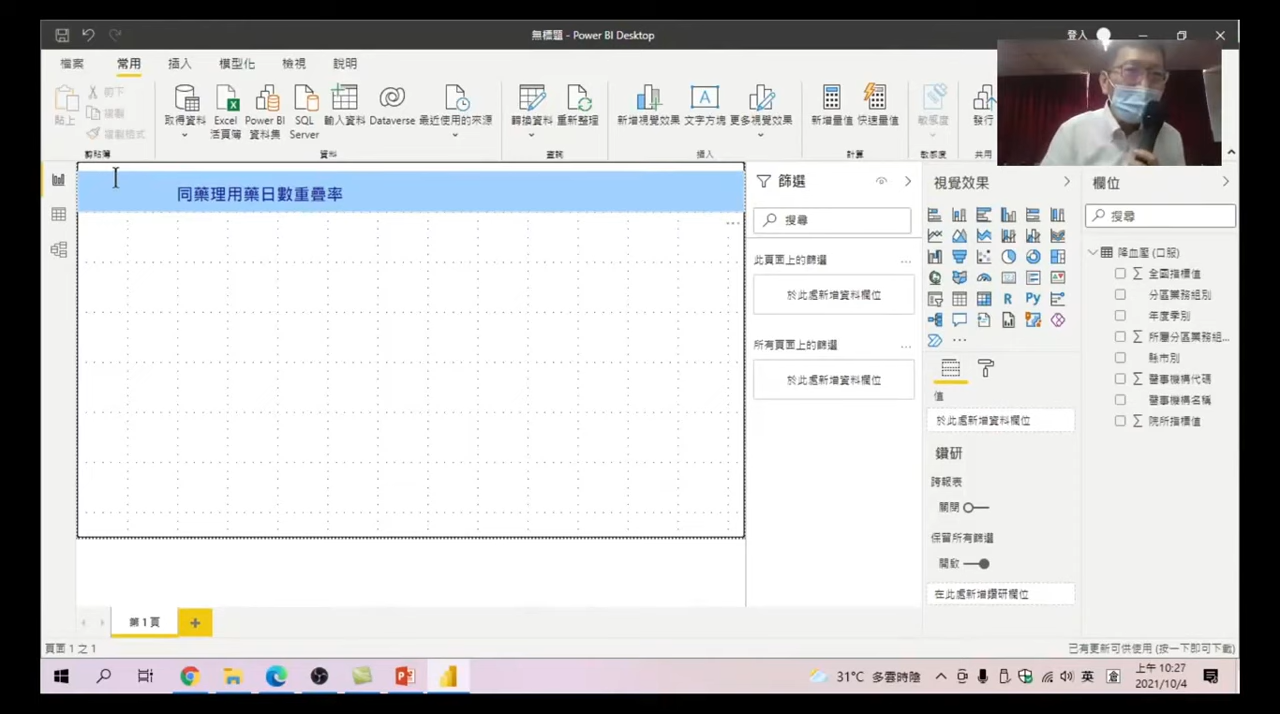 無標題 - Power BI Desktop
登入
檔案 常用 插入 模型化 檢視 說明
貼上
剪下
複製
複製格式
剪貼簿
取得資料
Excel 活頁簿
Power BI 資料集
SQL Server
輸入資料
Dataverse
最近使用的來源
資料
轉換資料
重新整理
查詢
新增視覺效果
文字方塊
更多視覺效果
插入
新增量值
快速量值
計算
敏感度
敏感度
發行
共用
同藥理用藥日數重疊率
篩選
搜尋
此頁面上的篩選
於此處新增資料欄位
所有頁面上的篩選
於此處新增資料欄位
視覺效果
R
Py
值
於此處新增資料欄位
鑽研
跨報表
關閉
保留所有篩選
開啟
在此處新增鑽研欄位
欄位
搜尋
降血壓 (口服)
∑ 全國指標值
分區業務組別
年度季別
∑ 所屬分區業務組...
縣市別
∑ 醫事機構代碼
醫事機構名稱
∑ 院所指標值
第 1 頁
頁面 1 之 1
已有更新可供使用 (按一下即可下載)
31°C 多雲時陰
英
倉
上午 10:27
2021/10/4